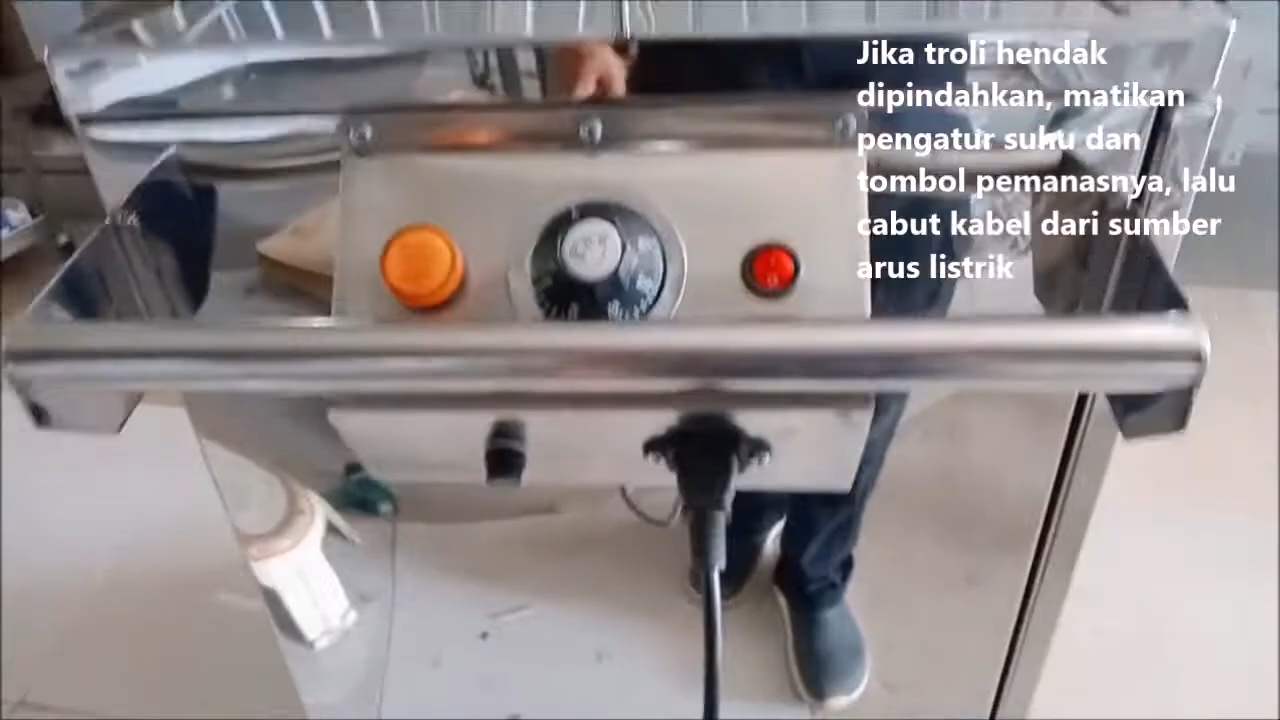 Jika troli hendak
dipindahkan, matikan
pengatur suhu dan
tombol pemanasnya, lalu
cabut kabel dari sumber
arus listrik